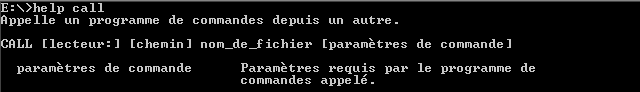 E:\>help call
Appelle un programme de commandes depuis un autre.
CALL [lecteur:] [chemin] nom_de_fichier [paramètres de commande]
paramètres de commande Paramètres requis par le programme de
commandes appelé.